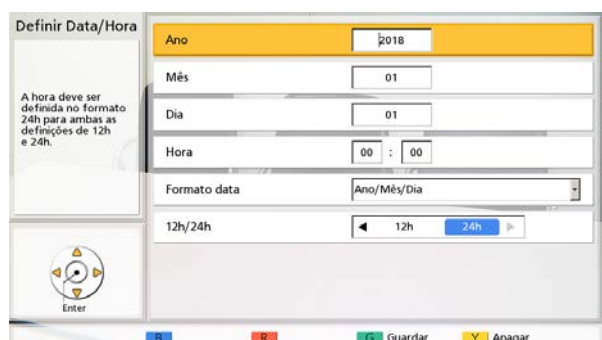 Definir Data/Hora
A hora deve ser
definida no formato
24h para ambas as
definições de 12h
e 24h.
Enter
Ano 2018
Mês 01
Dia 01
Hora 00 : 00
Formato data Ano/Mês/Dia
12h/24h 12h 24h
B R G Guardar Y Apagar